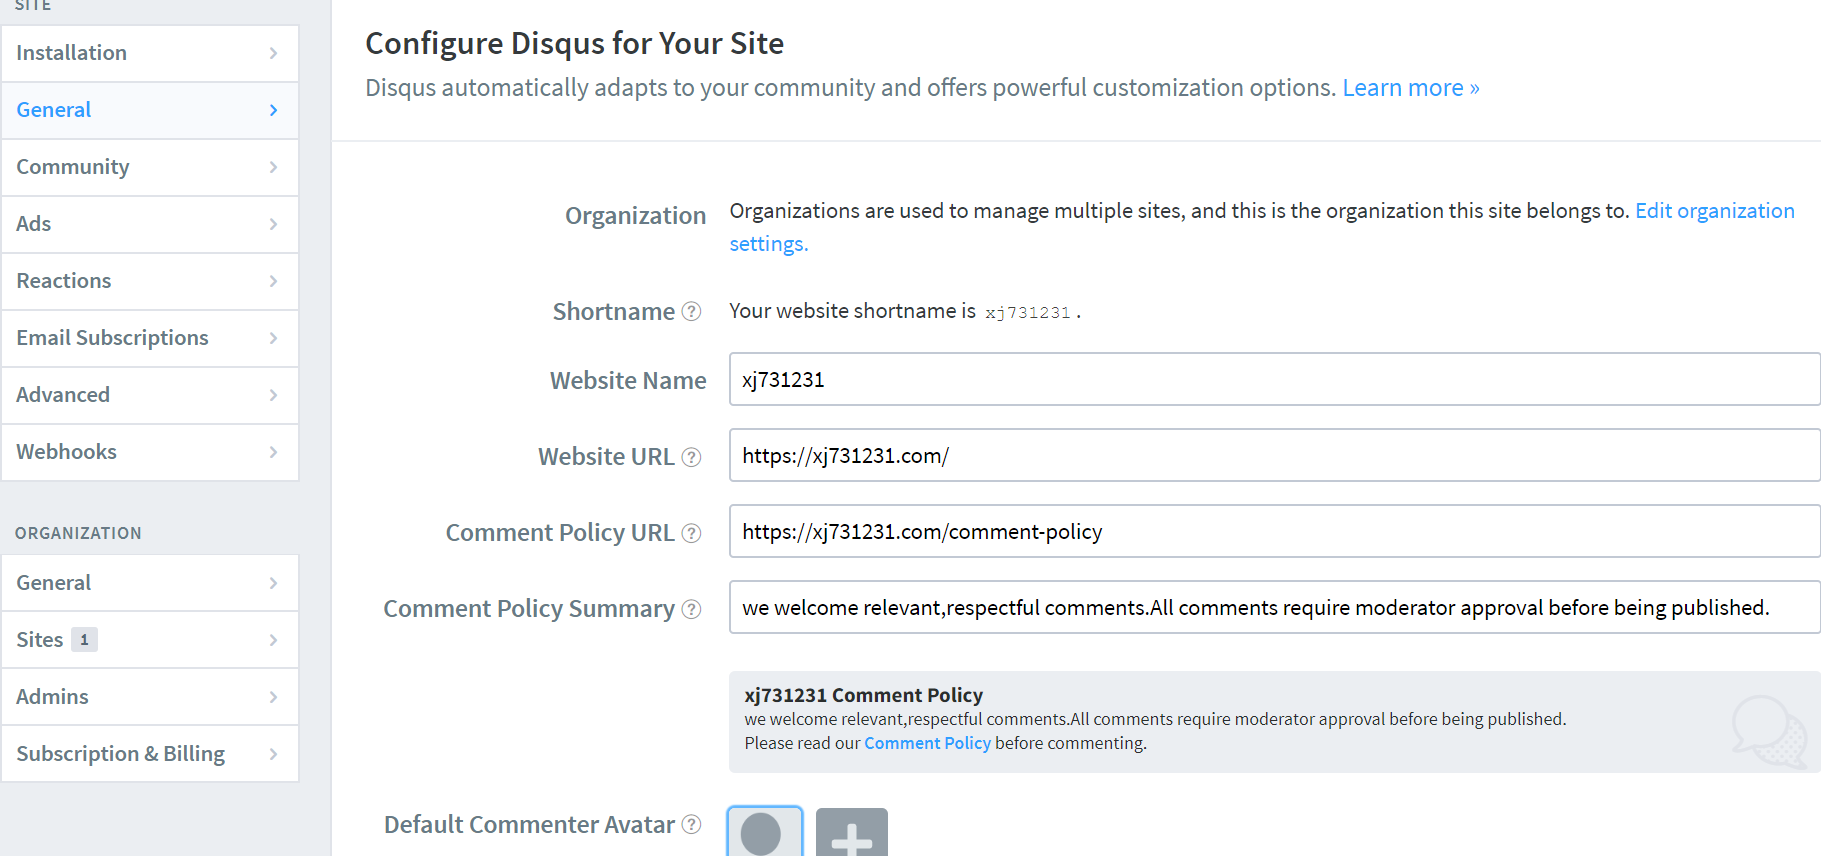 SITE
Installation
General
Community
Ads
Reactions
Email Subscriptions
Advanced
Webhooks
ORGANIZATION
General
Sites 1
Admins
Subscription & Billing
Configure Disqus for Your Site
Disqus automatically adapts to your community and offers powerful customization options. Learn more »
Organization
Organizations are used to manage multiple sites, and this is the organization this site belongs to. Edit organization
settings.
Shortname ? Your website shortname is xj731231 .
Website Name xj731231
Website URL ? https://xj731231.com/
Comment Policy URL ? https://xj731231.com/comment-policy
Comment Policy Summary ? we welcome relevant,respectful comments.All comments require moderator approval before being published.
xj731231 Comment Policy
we welcome relevant,respectful comments.All comments require moderator approval before being published.
Please read our Comment Policy before commenting.
Default Commenter Avatar ?